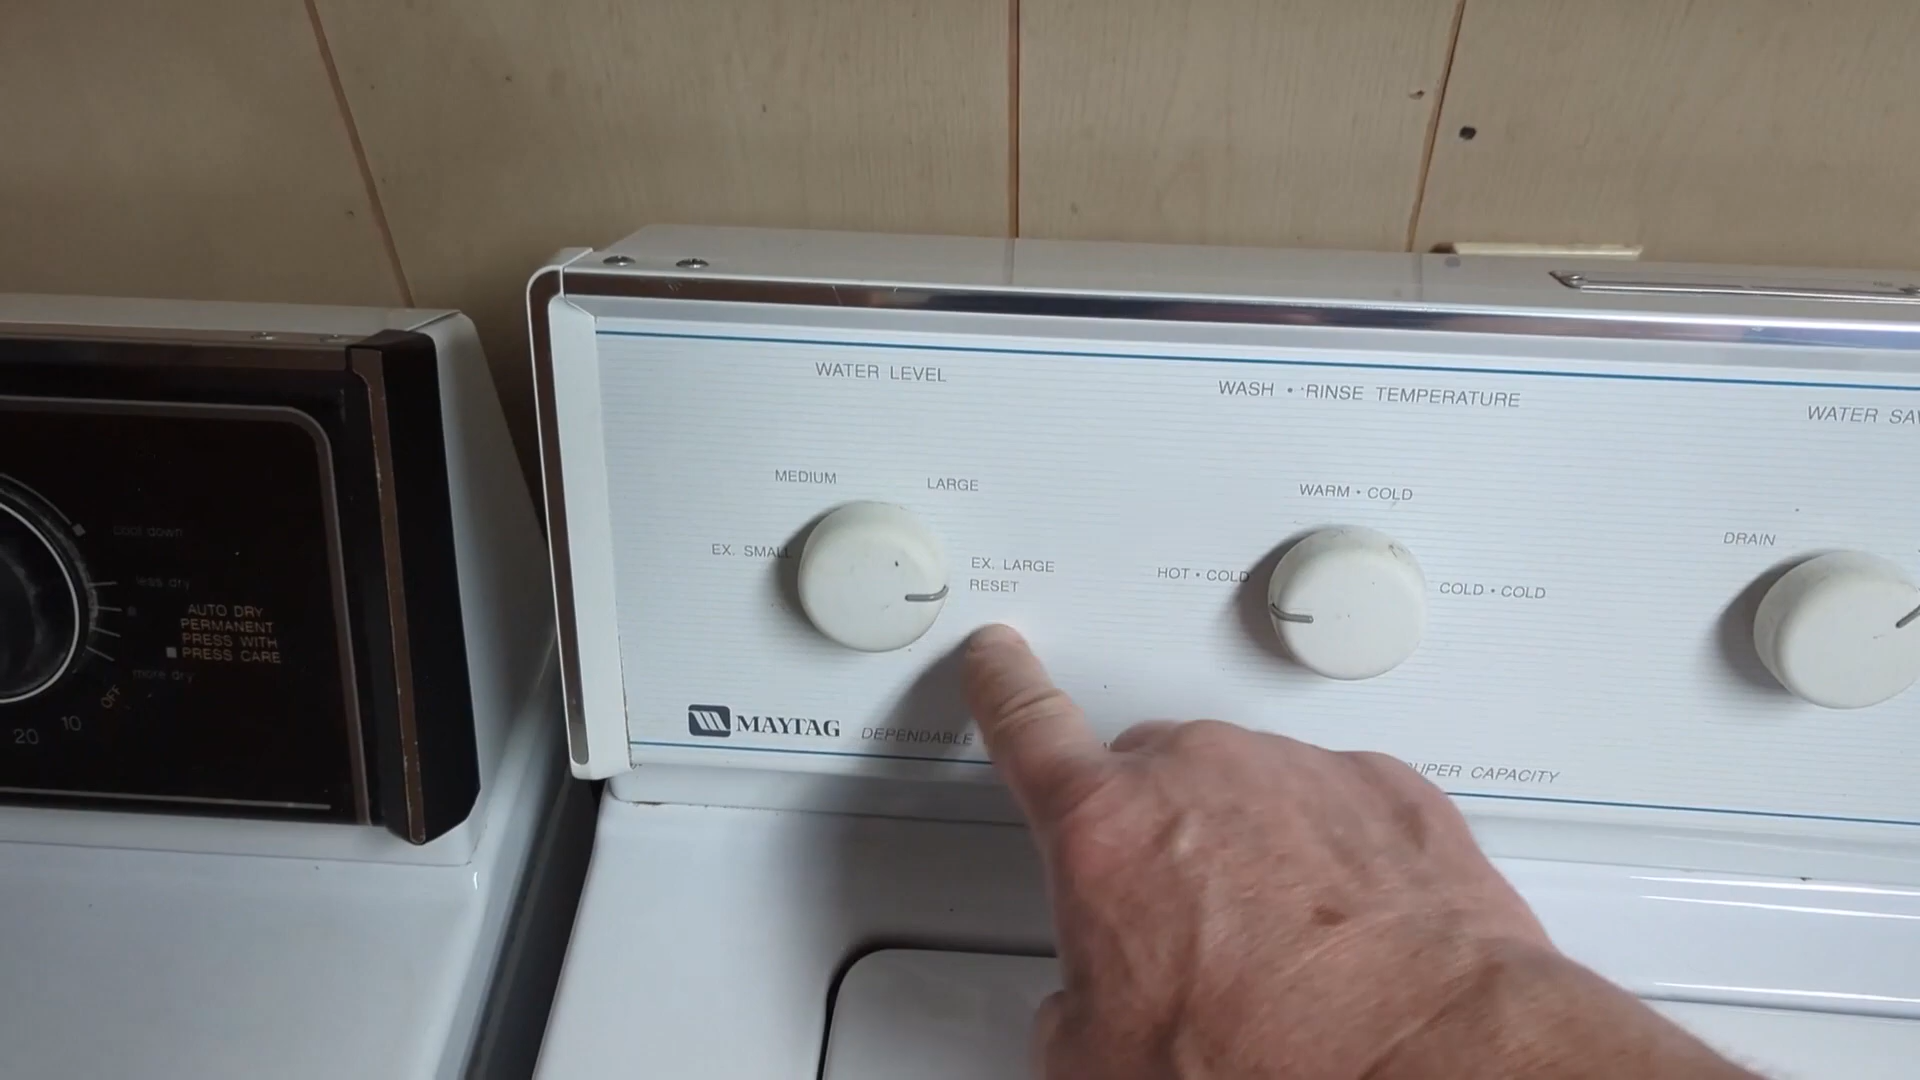 WATER LEVEL
WASH • RINSE TEMPERATURE
WATER SAV
MEDIUM
LARGE
WARM • COLD
DRAIN
EX. SMALL
EX. LARGE
RESET
HOT • COLD
COLD • COLD
MAYTAG
DEPENDABLE
SUPER CAPACITY
cool down
less dry
AUTO DRY
PERMANENT
PRESS WITH
PRESS CARE
more dry
OFF
10
20